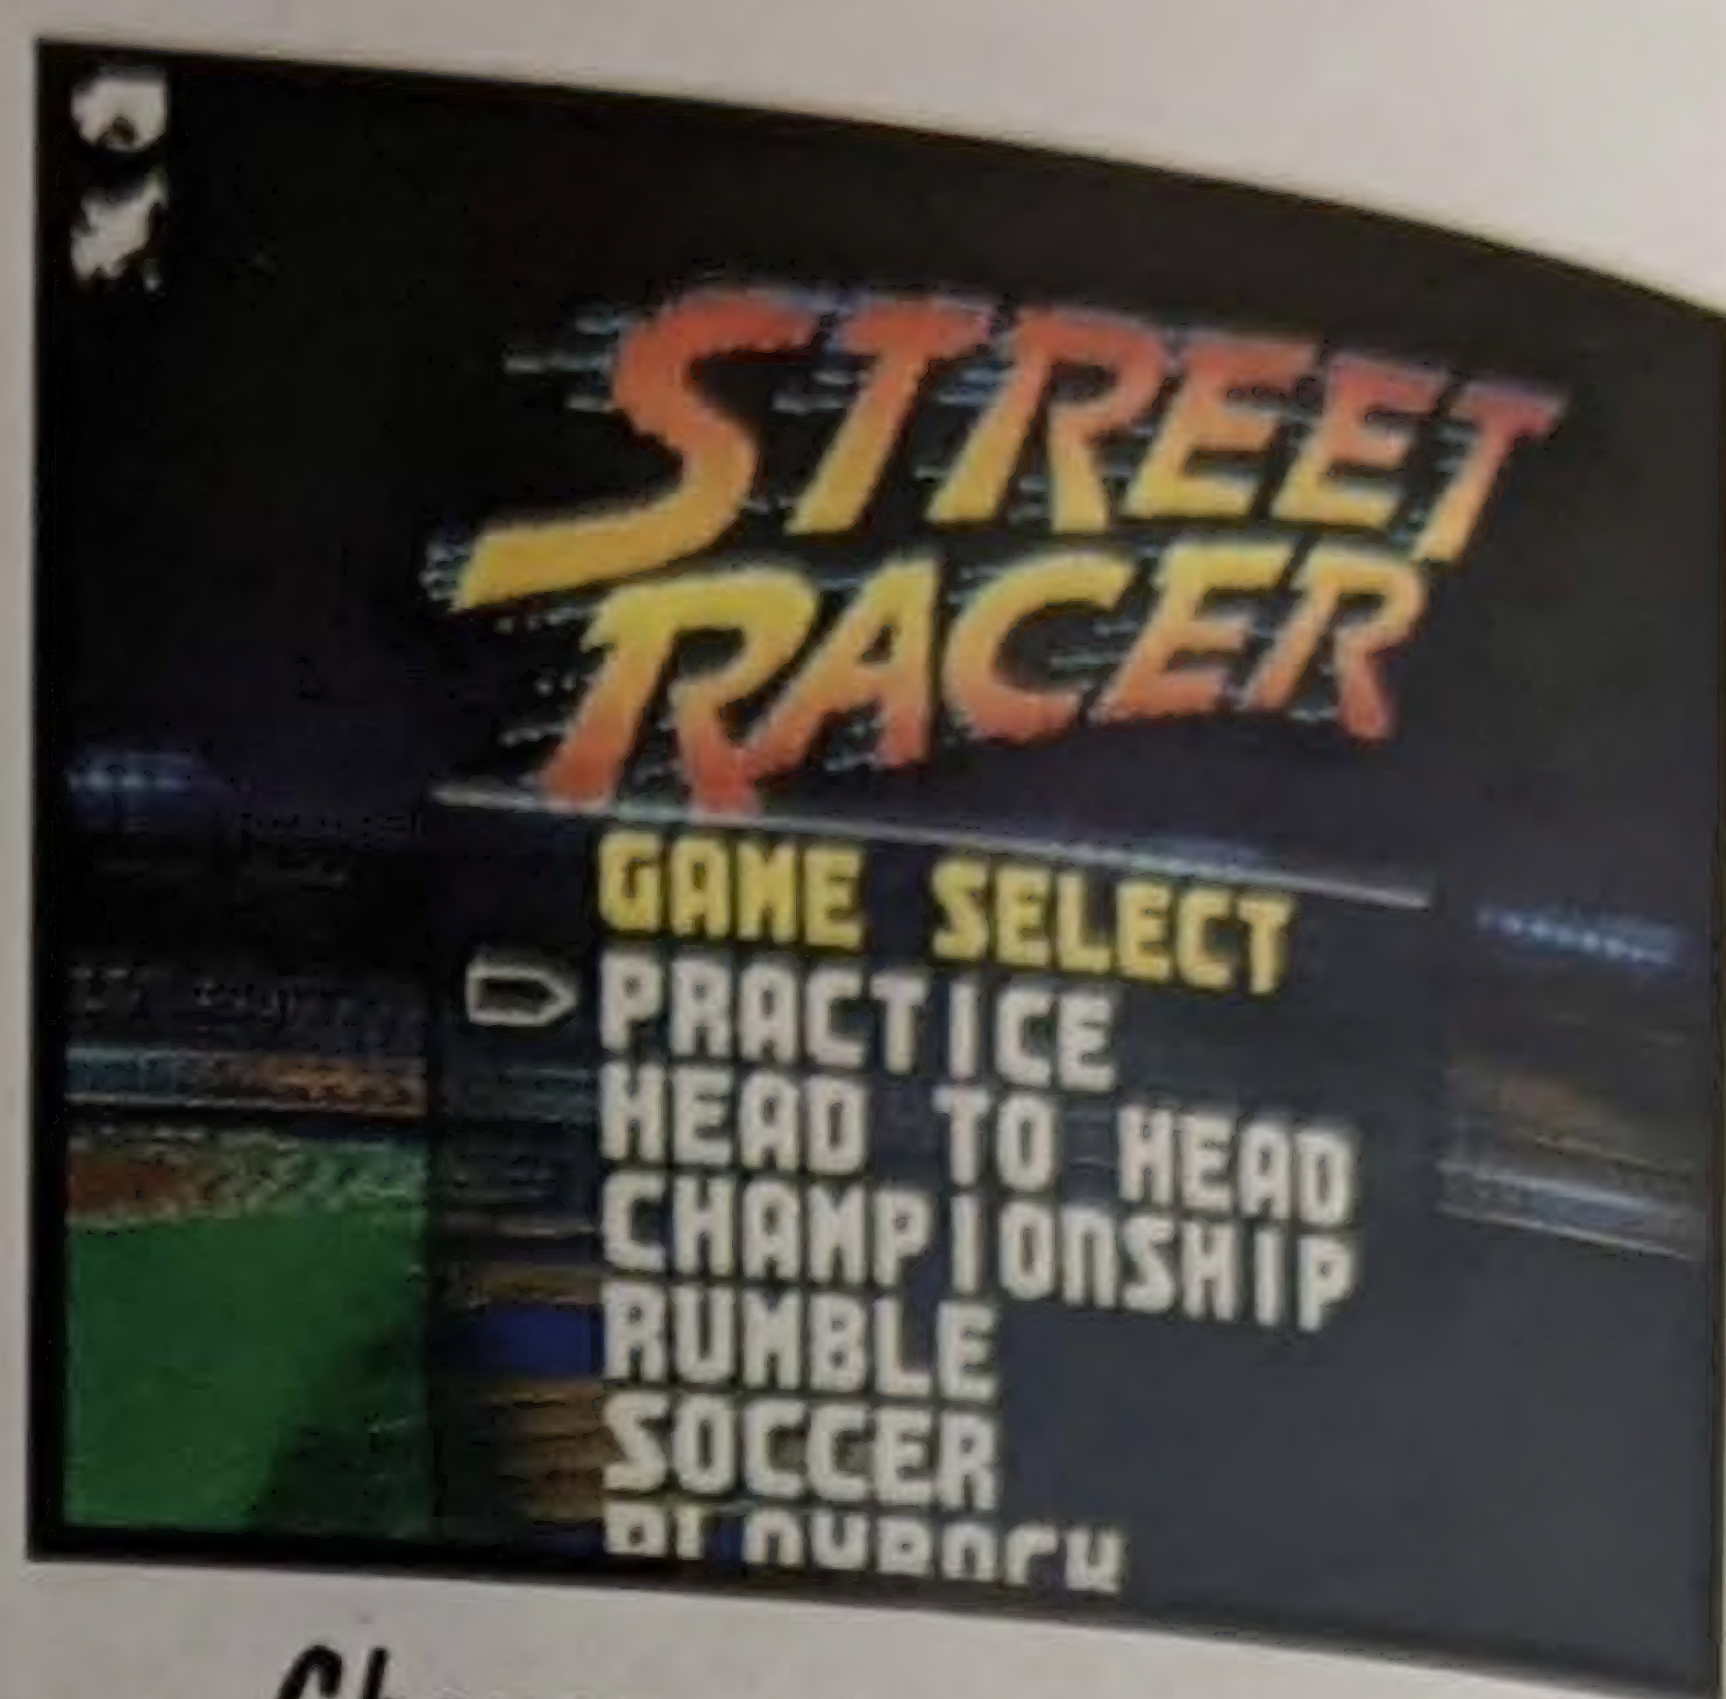 STREET
RACER
GAME SELECT
PRACTICE
HEAD TO HEAD
CHAMPIONSHIP
RUMBLE
SOCCER